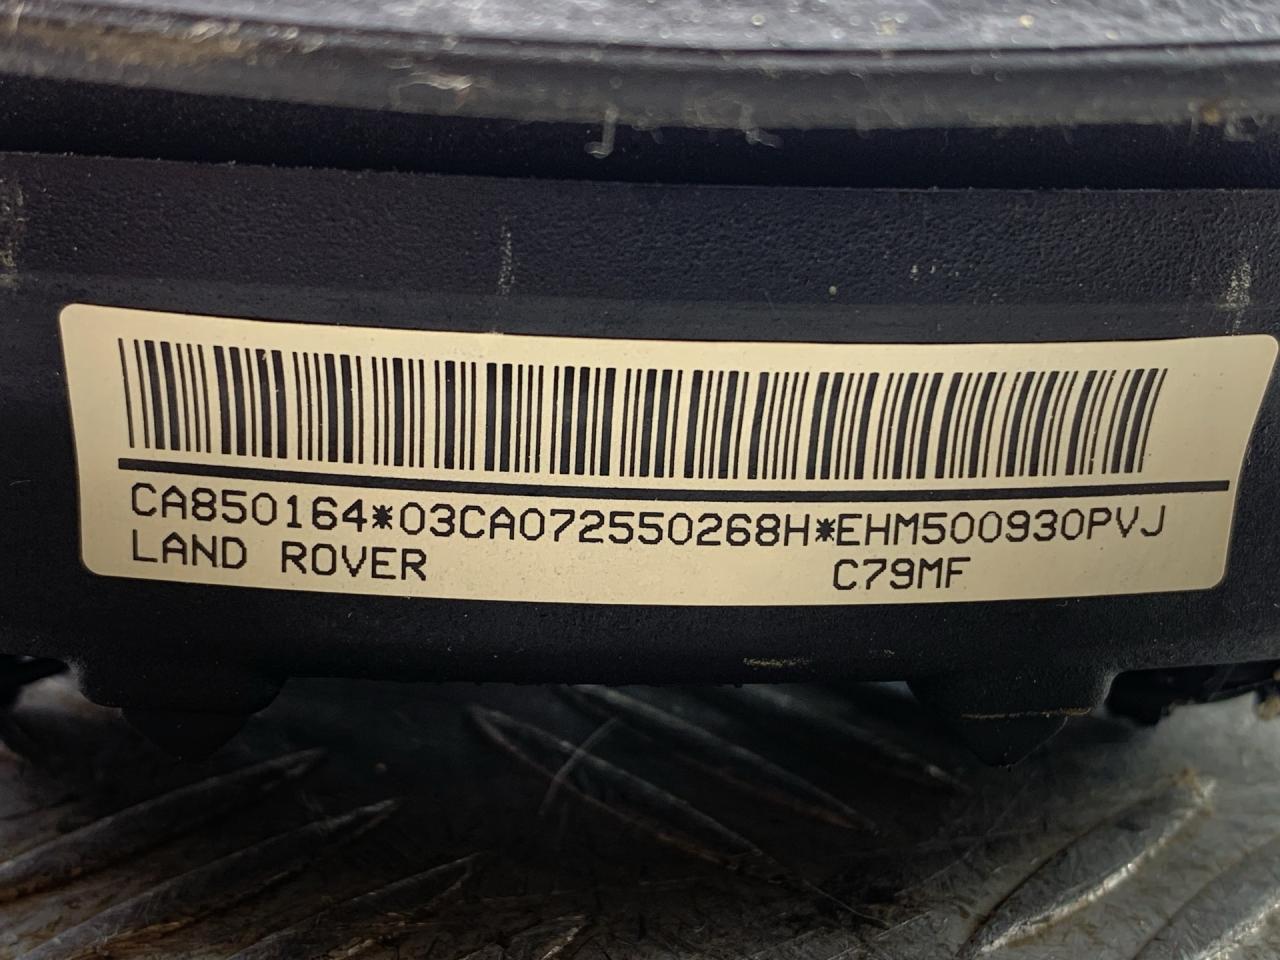 CA850164*03CA072550268H*EHM500930PVJ
LAND ROVER C79MF